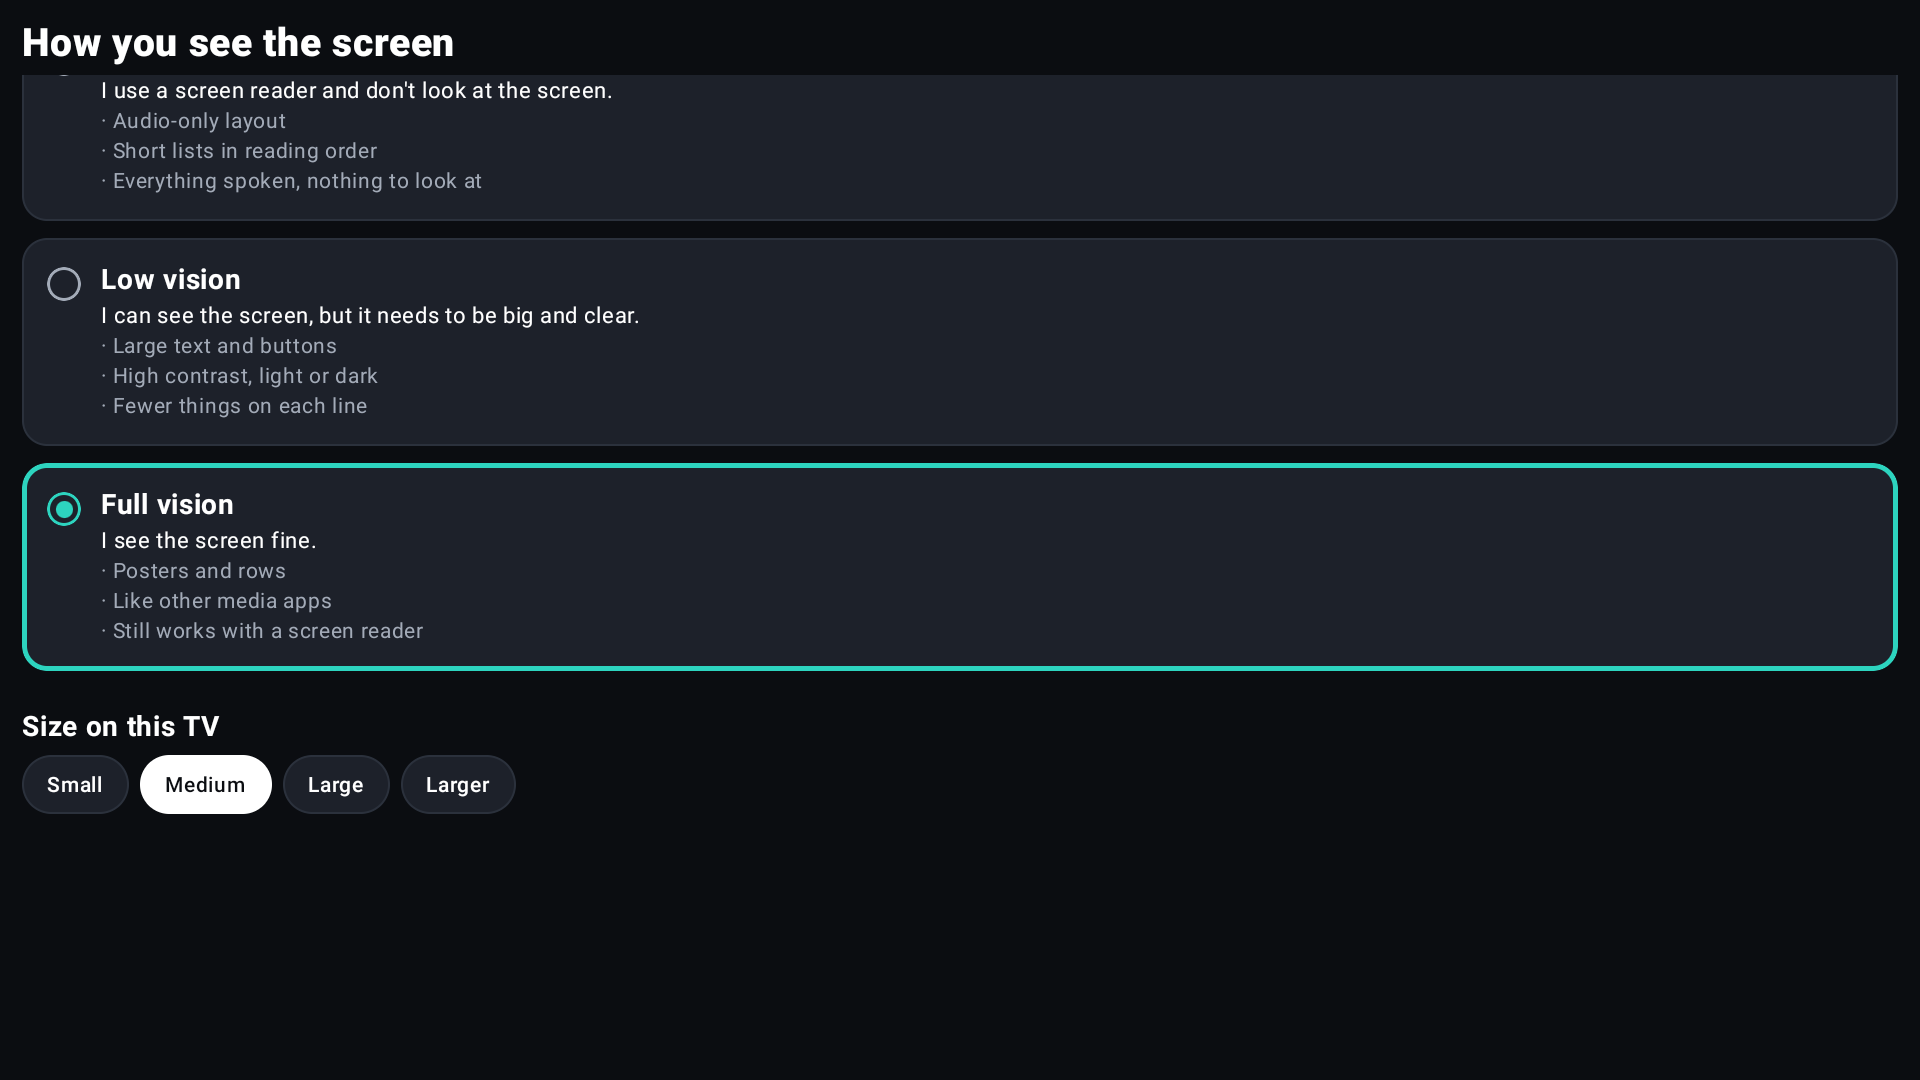 How you see the screen
I use a screen reader and don't look at the screen.
· Audio-only layout
· Short lists in reading order
· Everything spoken, nothing to look at
Low vision
I can see the screen, but it needs to be big and clear.
· Large text and buttons
· High contrast, light or dark
· Fewer things on each line
Full vision
I see the screen fine.
· Posters and rows
· Like other media apps
· Still works with a screen reader
Size on this TV
Small
Medium
Large
Larger